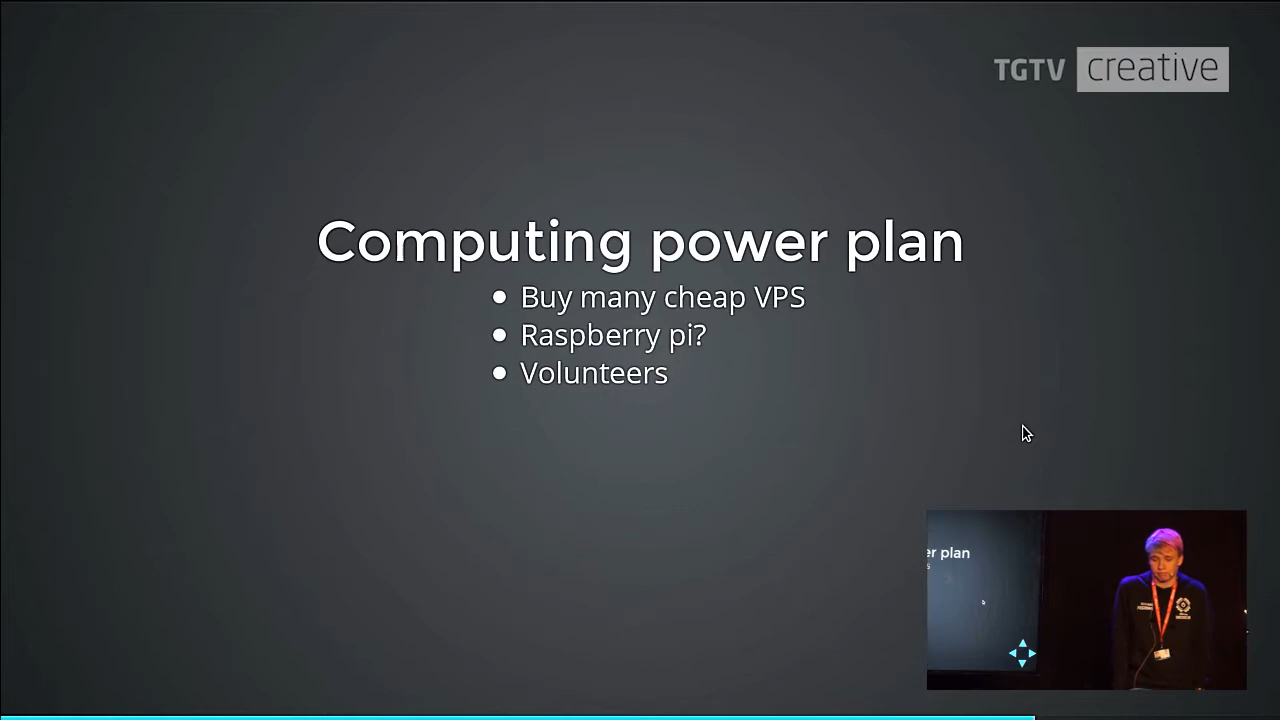 TGTV creative
Computing power plan
Buy many cheap VPS
Raspberry pi?
Volunteers
er plan